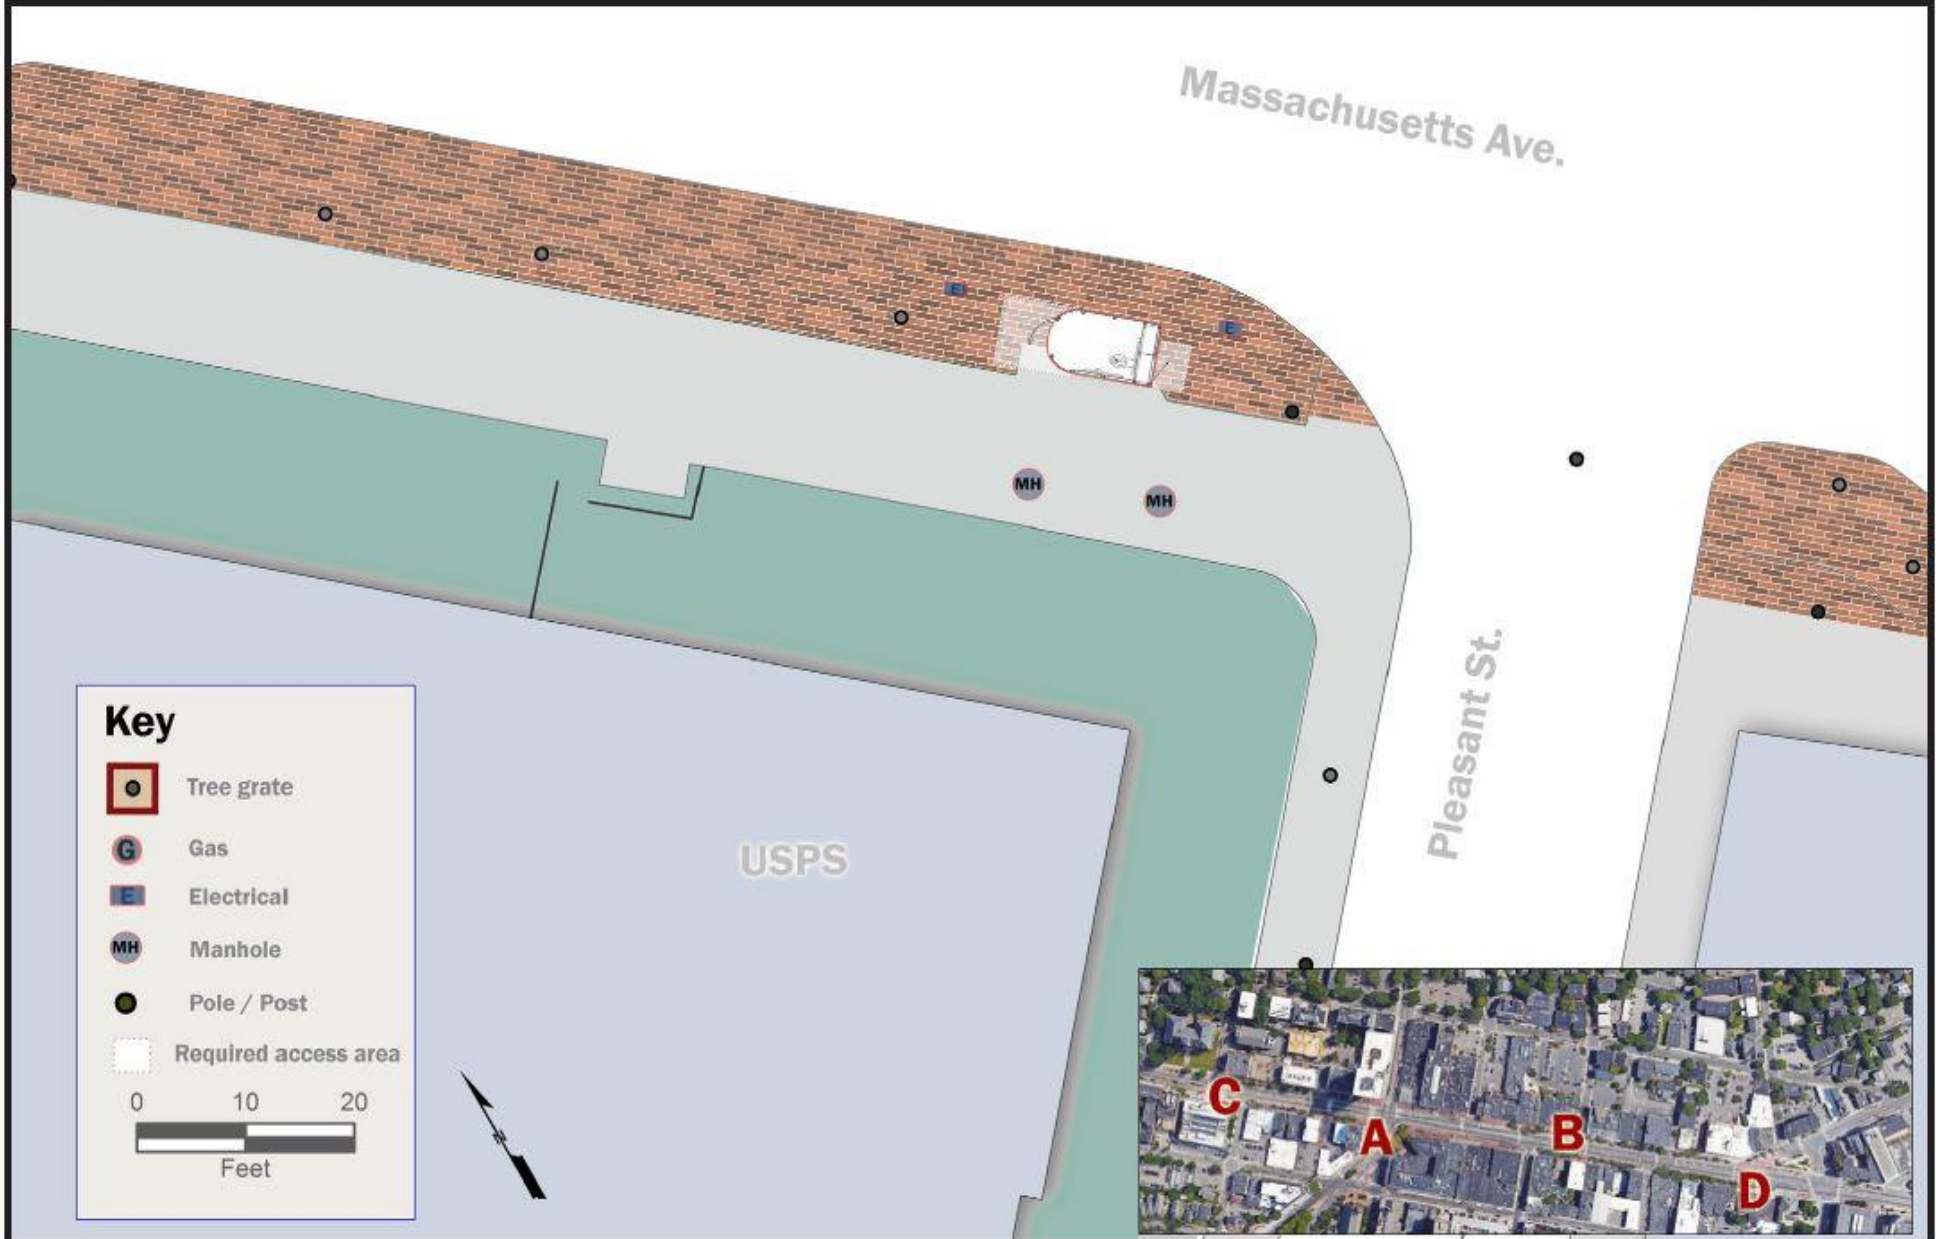 Massachusetts Ave.
E
E
MH
MH
Pleasant St.
USPS
Key
Tree grate
G Gas
E Electrical
MH Manhole
Pole / Post
Required access area
0 10 20
Feet
N
C
A
B
D